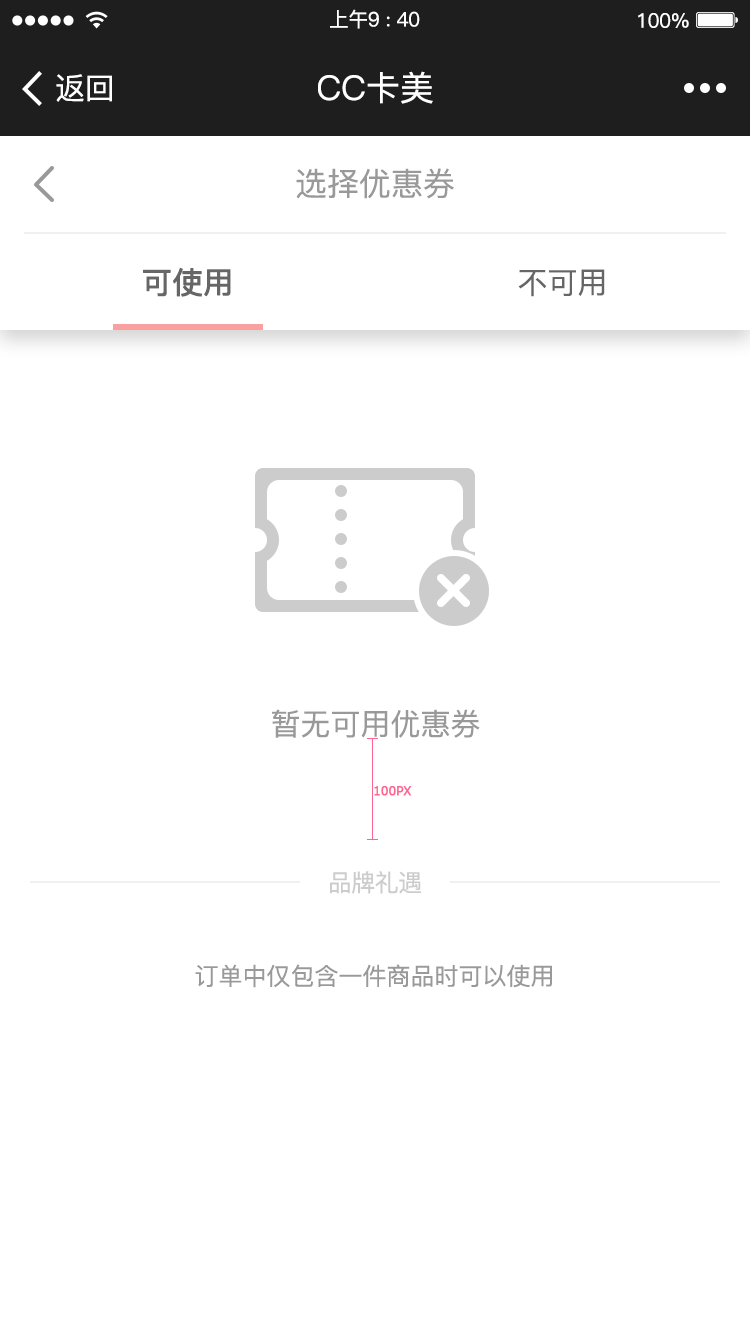 上午9 : 40
100%
返回
CC卡美
选择优惠券
可使用
不可用
暂无可用优惠券
100PX
品牌礼遇
订单中仅包含一件商品时可以使用